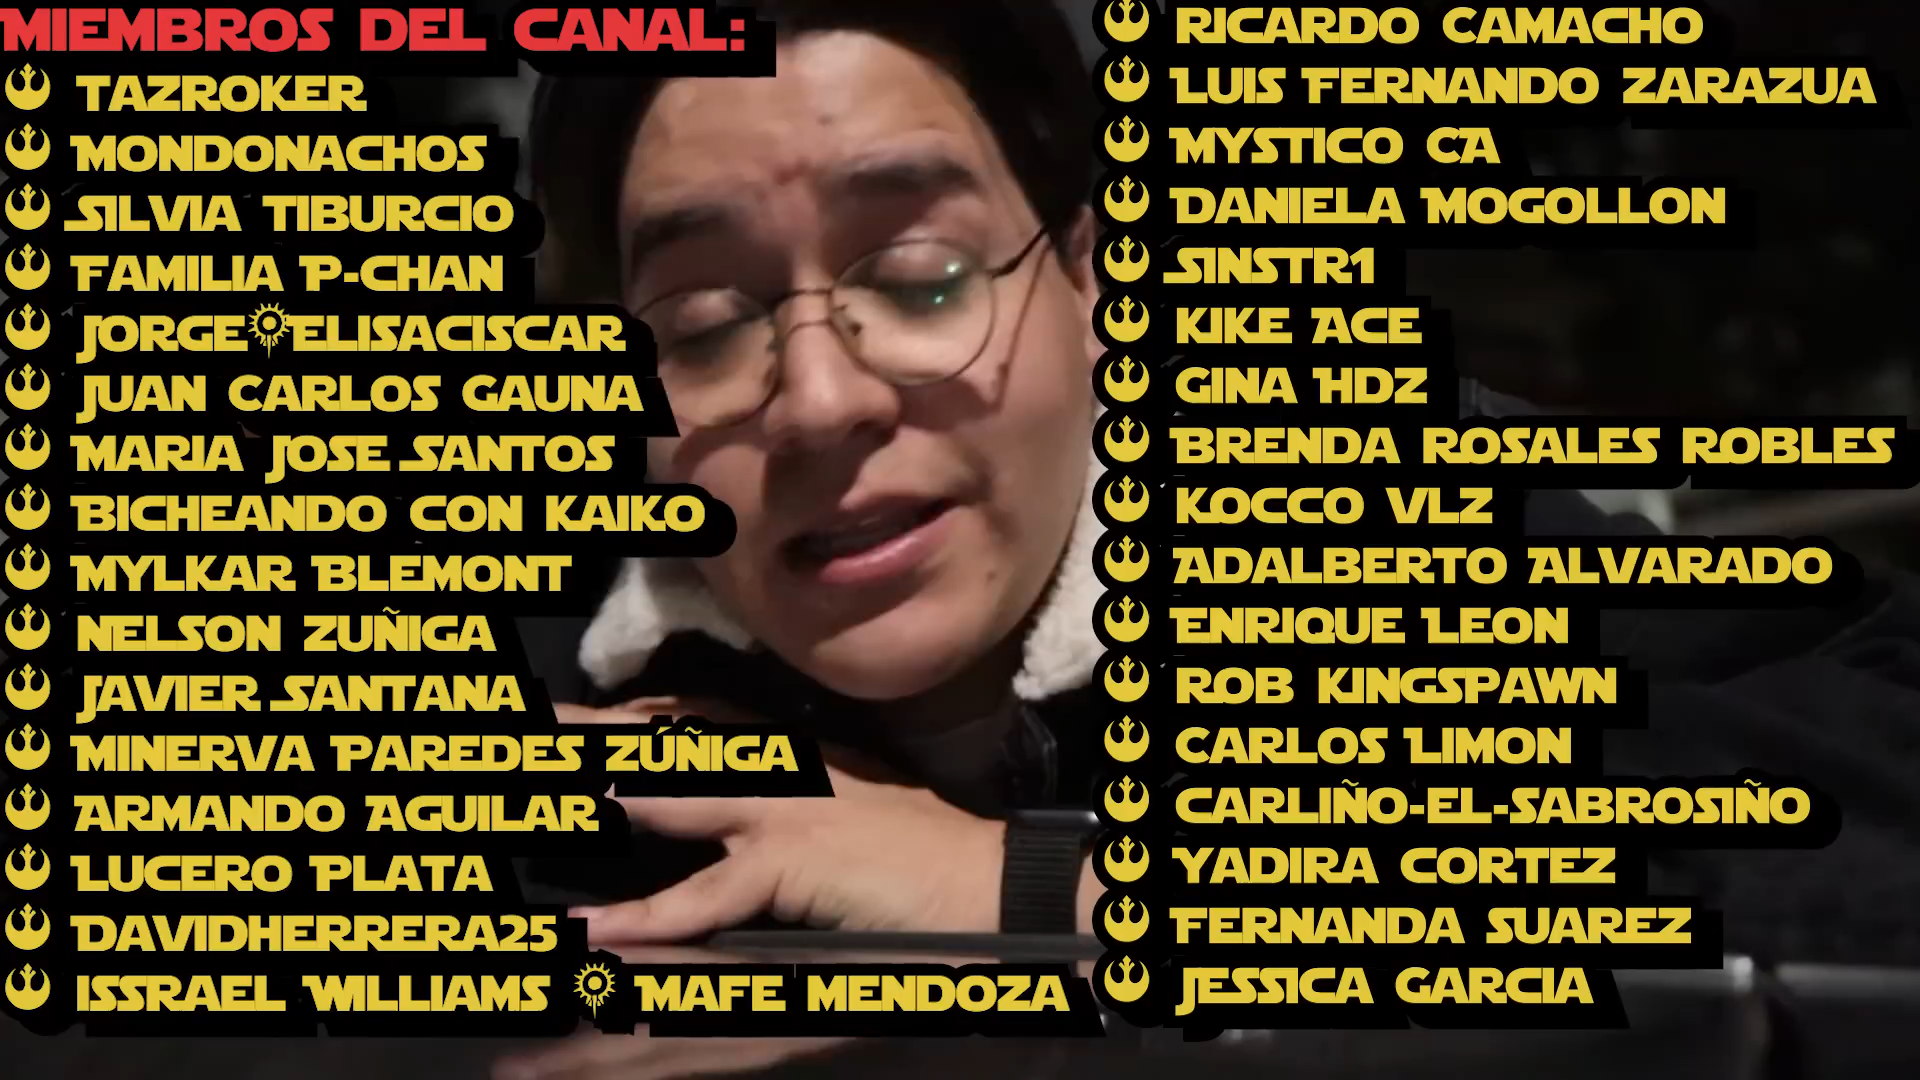 MIEMBROS DEL CANAL:
TAZROKER
MONDONACHOS
SILVIA TIBURCIO
FAMILIA P-CHAN
JORGE ELISACISCAR
JUAN CARLOS GAUNA
MARIA JOSE SANTOS
BICHEANDO CON KAIKO
MYLKAR BLEMONT
NELSON ZUÑIGA
JAVIER SANTANA
MINERVA PAREDES ZÚÑIGA
ARMANDO AGUILAR
LUCERO PLATA
DAVIDHERRERA25
ISSRAEL WILLIAMS MAFE MENDOZA
RICARDO CAMACHO
LUIS FERNANDO ZARAZUA
MYSTICO CA
DANIELA MOGOLLON
SINSTR1
KIKE ACE
GINA HDZ
BRENDA ROSALES ROBLES
KOCCO VLZ
ADALBERTO ALVARADO
ENRIQUE LEON
ROB KINGSPAWN
CARLOS LIMON
CARLIÑO-EL-SABROSIÑO
YADIRA CORTEZ
FERNANDA SUAREZ
JESSICA GARCIA